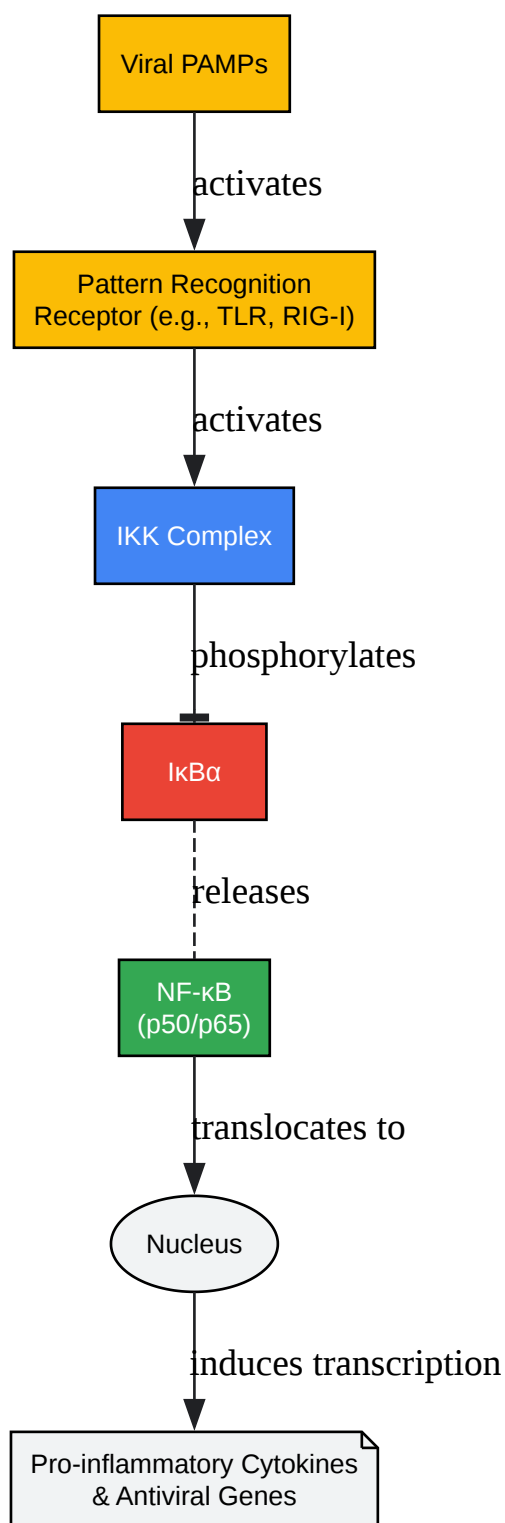 Viral PAMPs
activates
Pattern Recognition
Receptor (e.g., TLR, RIG-I)
activates
IKK Complex
phosphorylates
IκBα
releases
NF-κB
(p50/p65)
translocates to
Nucleus
induces transcription
Pro-inflammatory Cytokines
& Antiviral Genes